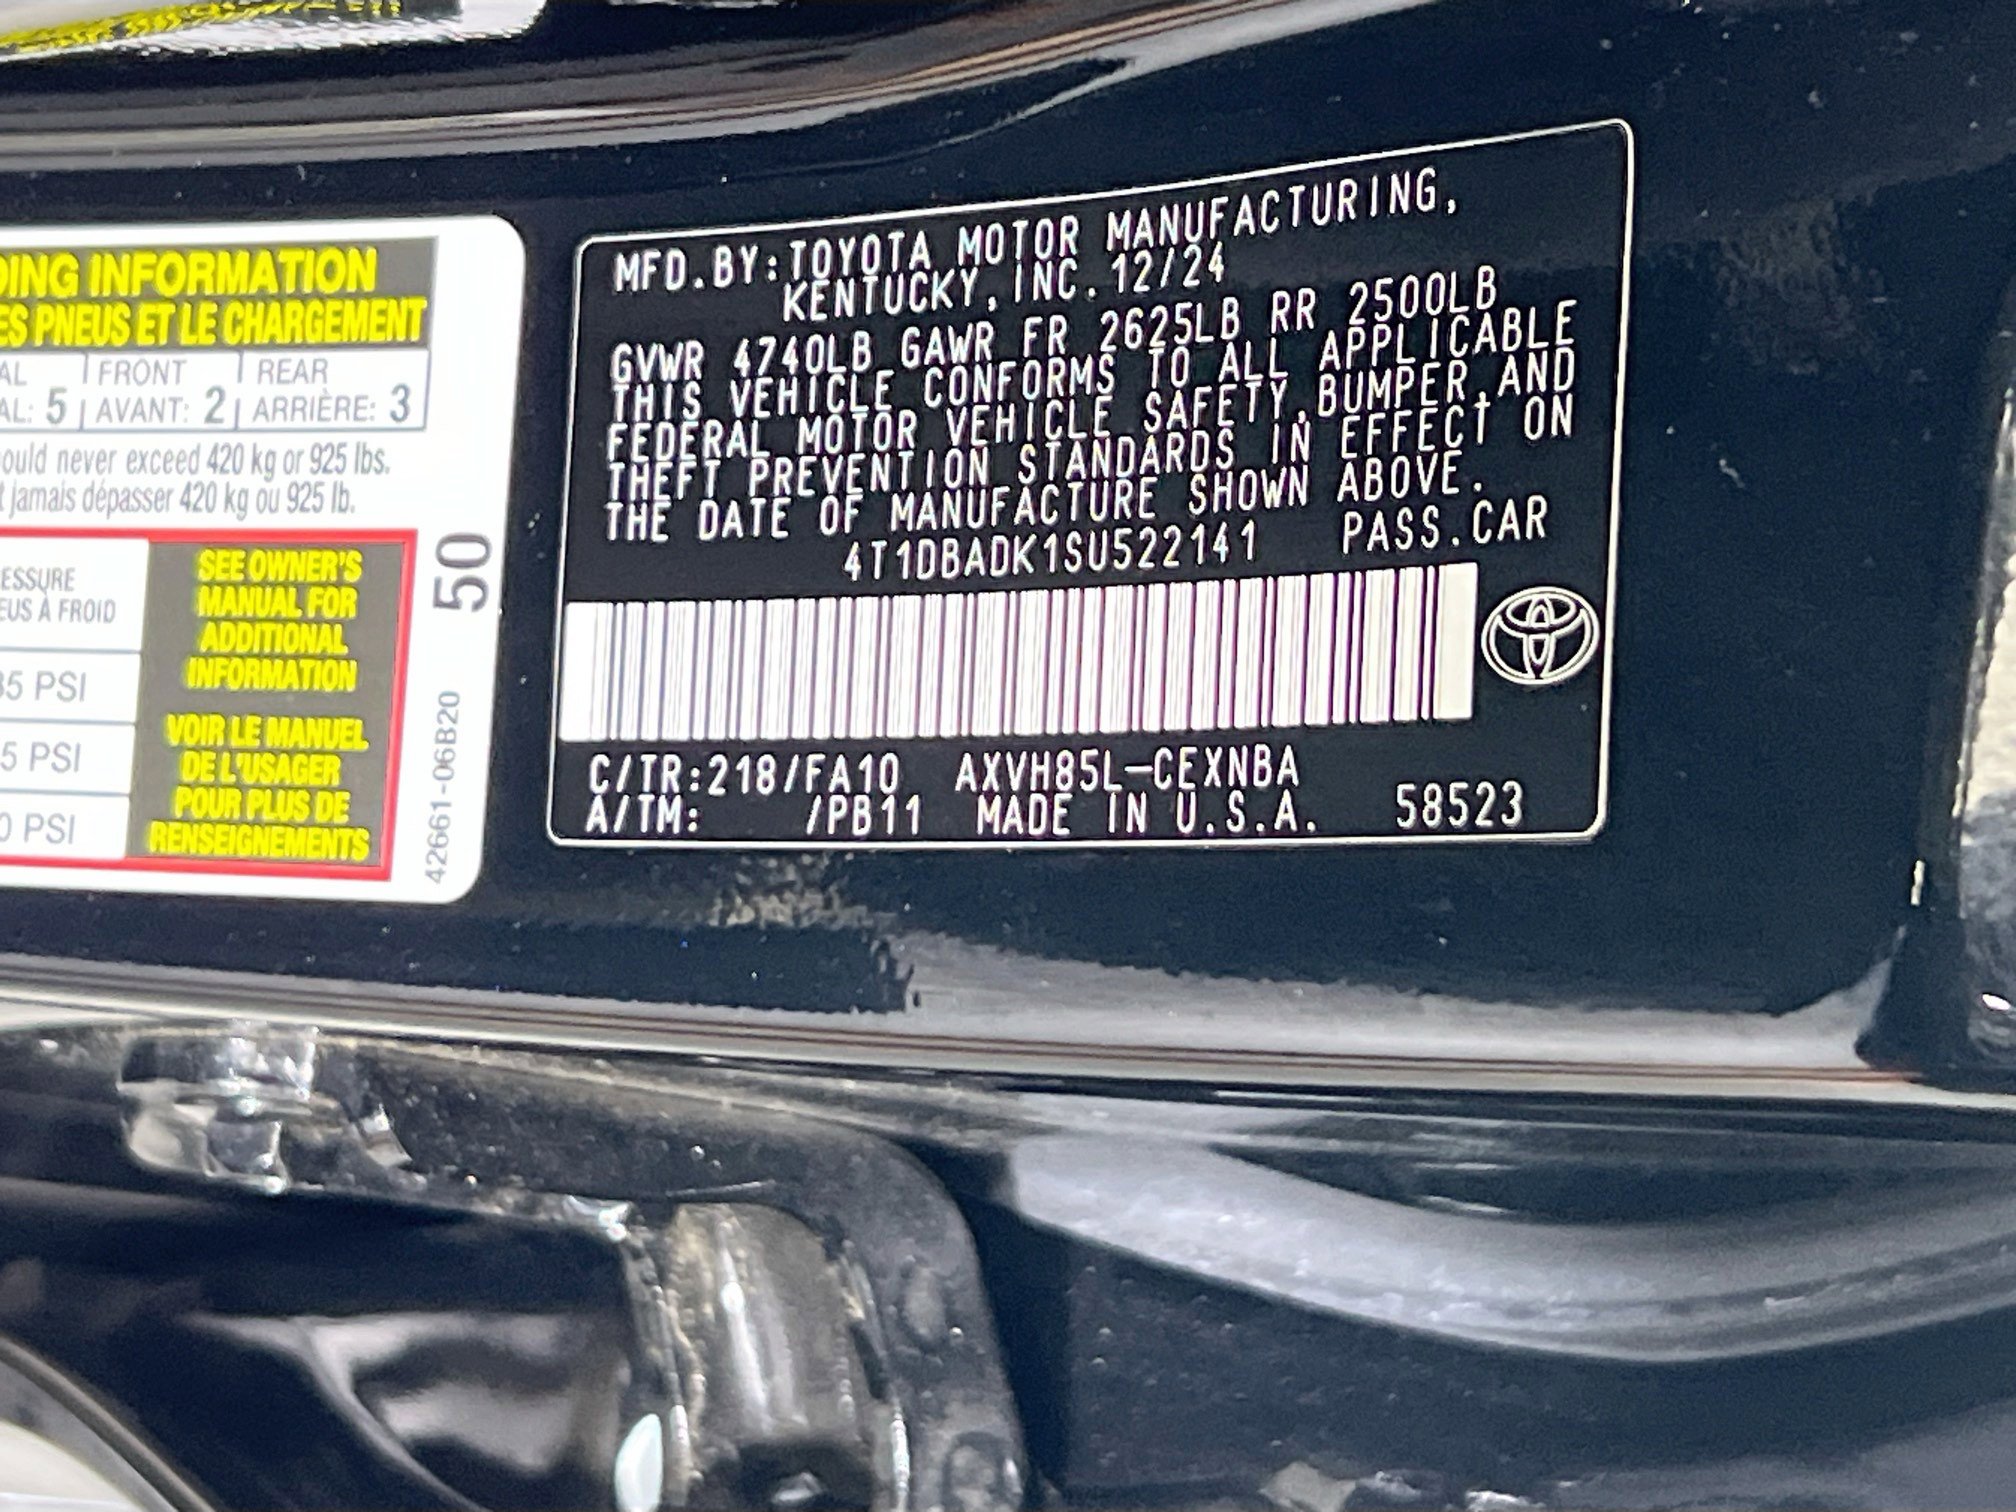 DING INFORMATION
ES PNEUS ET LE CHARGEMENT
AL FRONT REAR
AL: 5 AVANT: 2 ARRIÈRE: 3
ould never exceed 420 kg or 925 lbs.
t jamais dépasser 420 kg ou 925 lb.
ESSURE
EUS À FROID
35 PSI
5 PSI
0 PSI
SEE OWNER'S
MANUAL FOR
ADDITIONAL
INFORMATION
VOIR LE MANUEL
DE L'USAGER
POUR PLUS DE
RENSEIGNEMENTS
50
42661-06B20
MFD.BY:TOYOTA MOTOR MANUFACTURING,
KENTUCKY, INC. 12/24
GVWR 4740LB GAWR FR 2625LB RR 2500LB
THIS VEHICLE CONFORMS TO ALL APPLICABLE
FEDERAL MOTOR VEHICLE SAFETY, BUMPER, AND
THEFT PREVENTION STANDARDS IN EFFECT ON
THE DATE OF MANUFACTURE SHOWN ABOVE.
4T1DBADK1SU522141 PASS.CAR
C/TR:218/FA10 AXVH85L-CEXNBA
A/TM: /PB11 MADE IN U.S.A. 58523